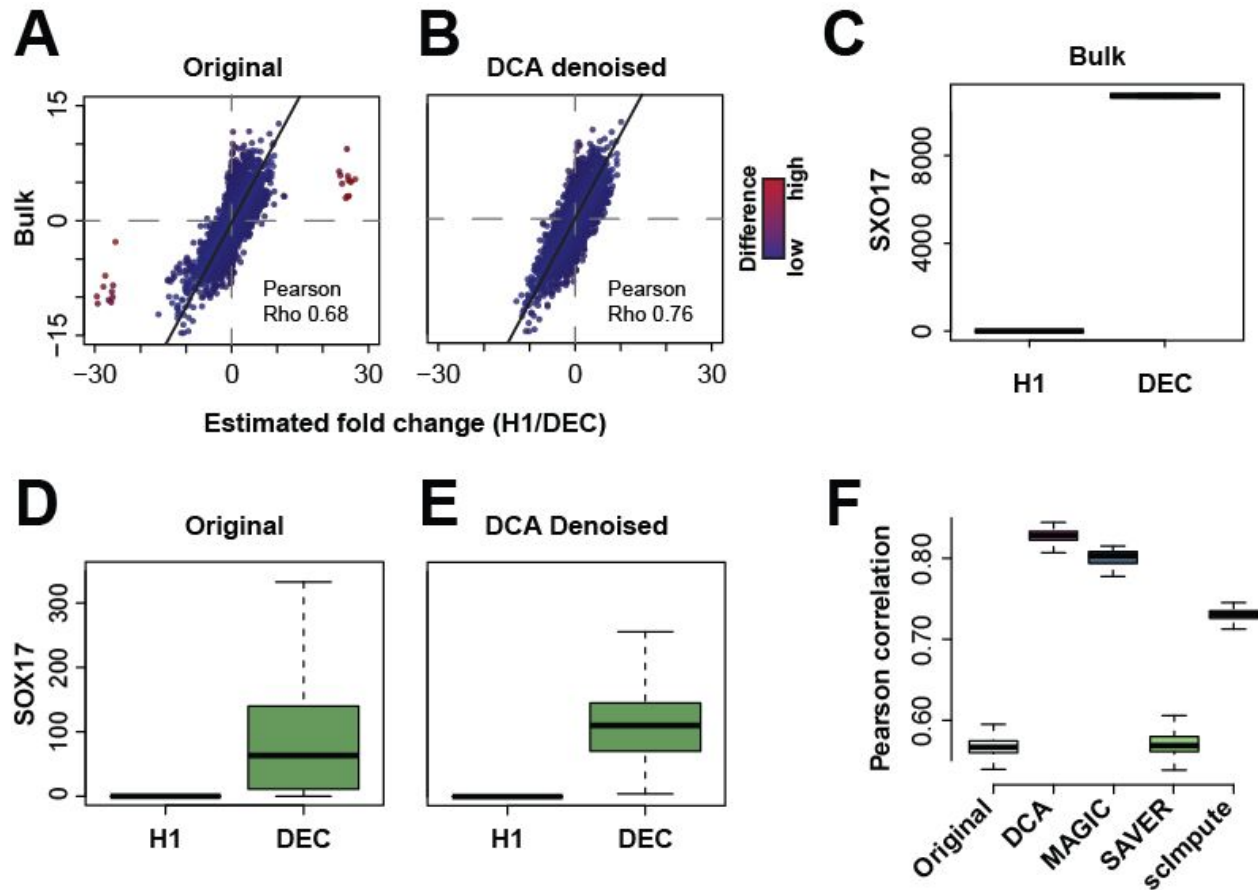 A
Original
Bulk
15
0
−15
Pearson
Rho 0.68
−30
0
30
B
DCA denoised
Pearson
Rho 0.76
−30
0
30
Estimated fold change (H1/DEC)
Difference
low
high
C
Bulk
SXO17
8000
4000
0
H1
DEC
D
Original
SOX17
300
200
100
0
H1
DEC
E
DCA Denoised
H1
DEC
F
Pearson correlation
0.80
0.70
0.60
Original
DCA
MAGIC
SAVER
scImpute